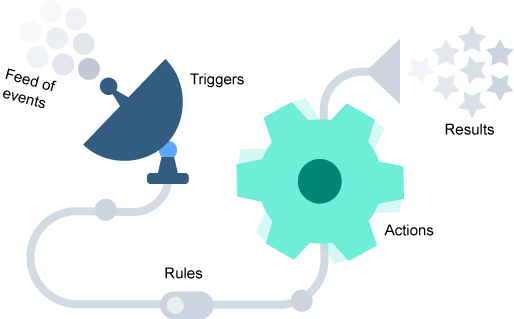 Feed of
events
Triggers
Results
Actions
Rules